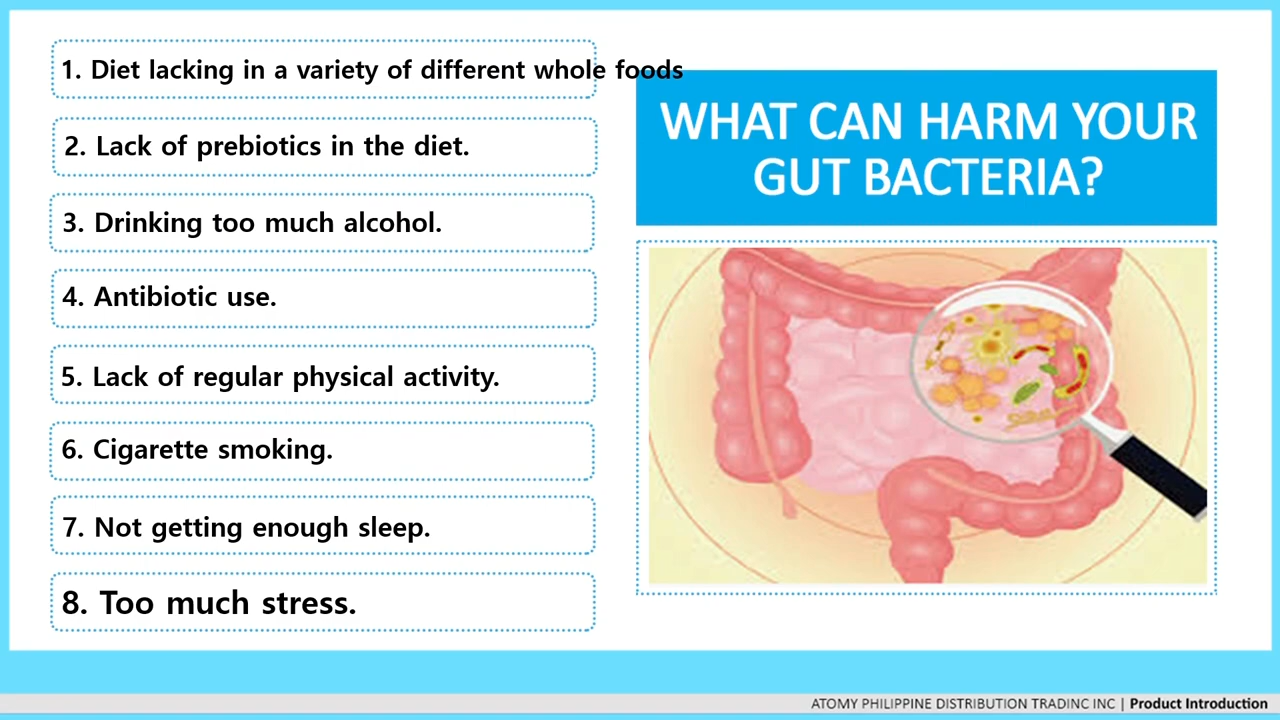 1. Diet lacking in a variety of different whole foods
2. Lack of prebiotics in the diet.
3. Drinking too much alcohol.
4. Antibiotic use.
5. Lack of regular physical activity.
6. Cigarette smoking.
7. Not getting enough sleep.
8. Too much stress.
WHAT CAN HARM YOUR
GUT BACTERIA?
ATOMY PHILIPPINE DISTRIBUTION TRADINC INC | Product Introduction